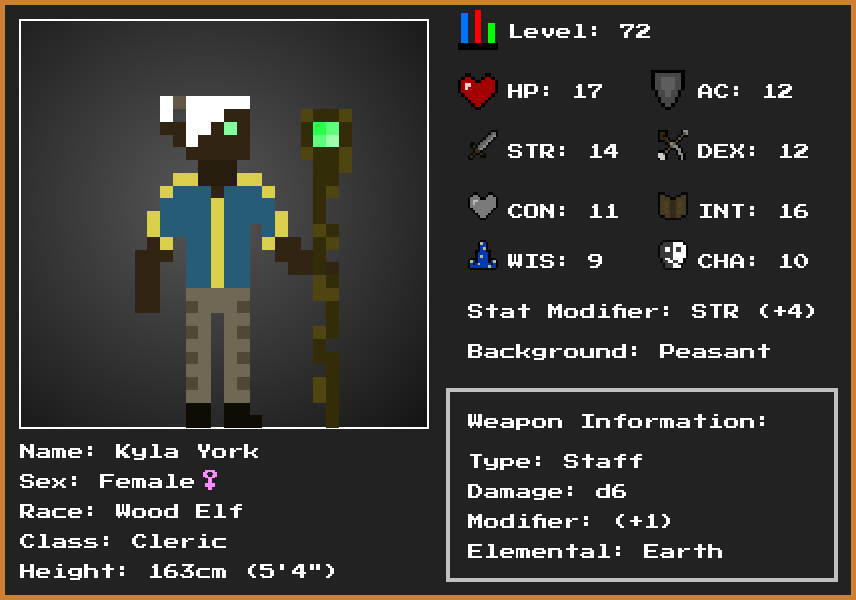 Level: 72
HP: 17
AC: 12
STR: 14
DEX: 12
CON: 11
INT: 16
WIS: 9
CHA: 10
Stat Modifier: STR (+4)
Background: Peasant
Weapon Information:
Type: Staff
Damage: d6
Modifier: (+1)
Elemental: Earth
Name: Kyla York
Sex: Female♀
Race: Wood Elf
Class: Cleric
Height: 163cm (5'4")